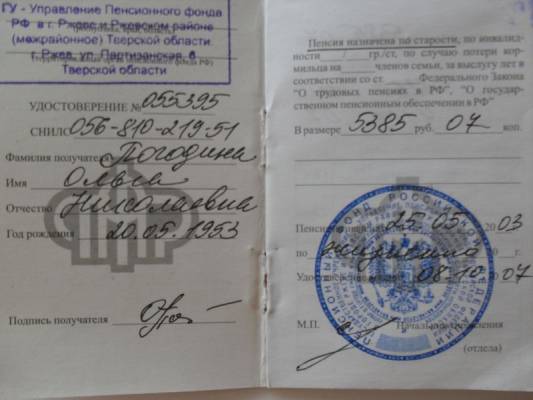 ГУ - Управление Пенсионного фонда
РФ в г. Ржеве и Ржевском районе
(межрайонное) Тверской области
г. Ржев, ул. Партизанская, 6
Тверской области
УДОСТОВЕРЕНИЕ № 055395
СНИЛС 056-810-219-51
Фамилия получателя Погодина
Имя Ольга
Отчество Николаевна
Год рождения 20.05.1953
Подпись получателя
Пенсия назначена по старости, по инвалид-
ности / гр./ст, по случаю потери кор-
мильца на членов семьи, за выслугу лет в
соответствии со ст. Федерального Закона
"О трудовых пенсиях в РФ", "О государ-
ственном пенсионном обеспечении в РФ"
В размере 5385 руб. 07 коп.
25.05. 2003
по 20 г.
08.10 07
М.П.
(отдела)